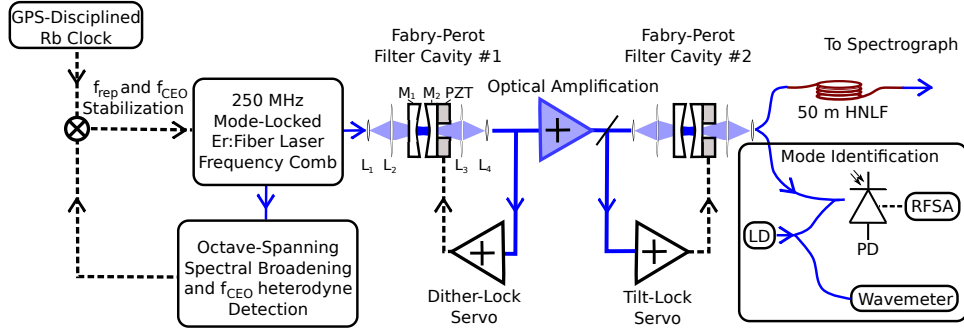 GPS-Disciplined
Rb Clock
f_rep and f_CEO
Stabilization
250 MHz
Mode-Locked
Er:Fiber Laser
Frequency Comb
Octave-Spanning
Spectral Broadening
and f_CEO heterodyne
Detection
Fabry-Perot
Filter Cavity #1
M₁ M₂ PZT
L₁ L₂ L₃ L₄
Dither-Lock
Servo
Optical Amplification
Tilt-Lock
Servo
Fabry-Perot
Filter Cavity #2
To Spectrograph
50 m HNLF
Mode Identification
RFSA
PD
LD
Wavemeter